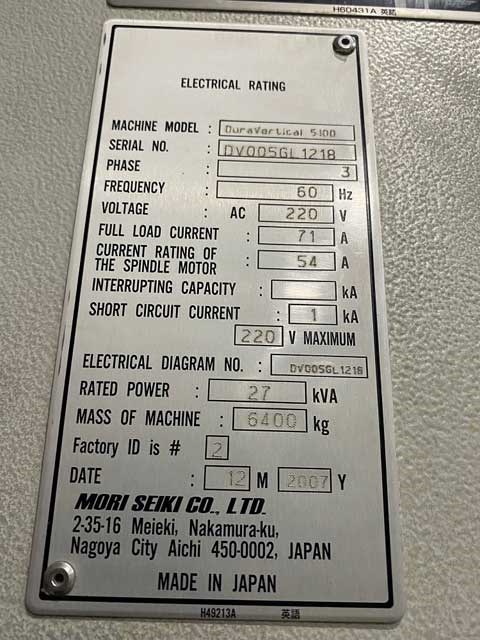 H60431A 英語
ELECTRICAL RATING
MACHINE MODEL : DuraVertical 5100
SERIAL NO. : DV005GL1218
PHASE : 3
FREQUENCY : 60 Hz
VOLTAGE : AC 220 V
FULL LOAD CURRENT : 71 A
CURRENT RATING OF
THE SPINDLE MOTOR : 54 A
INTERRUPTING CAPACITY : kA
SHORT CIRCUIT CURRENT : 1 kA
220 V MAXIMUM
ELECTRICAL DIAGRAM NO. : DV005GL1218
RATED POWER : 27 kVA
MASS OF MACHINE : 6400 kg
Factory ID is # 2
DATE : 12 M 2007 Y
MORI SEIKI CO., LTD.
2-35-16 Meieki, Nakamura-ku,
Nagoya City Aichi 450-0002, JAPAN
MADE IN JAPAN
H49213A 英語